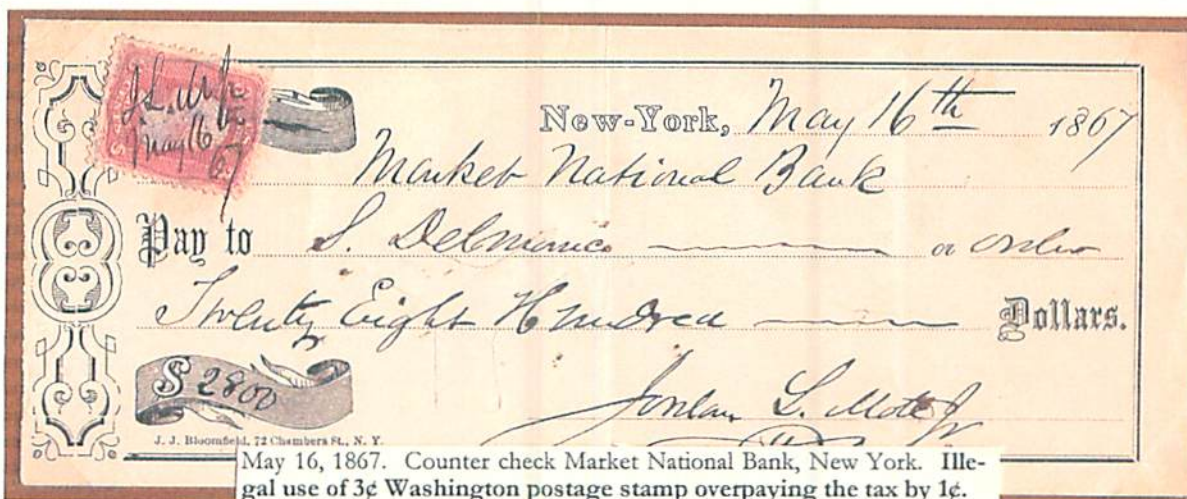 J. L. M. Jr
May 16
67
New-York, May 16th 1867
Market National Bank
Pay to S. Delmonico or order
Twenty Eight Hundred Dollars.
$ 2800
Jordan L. Mott Jr
J. J. Bloomfield, 72 Chambers St., N. Y.
May 16, 1867. Counter check Market National Bank, New York. Ille-
gal use of 3¢ Washington postage stamp overpaying the tax by 1¢.